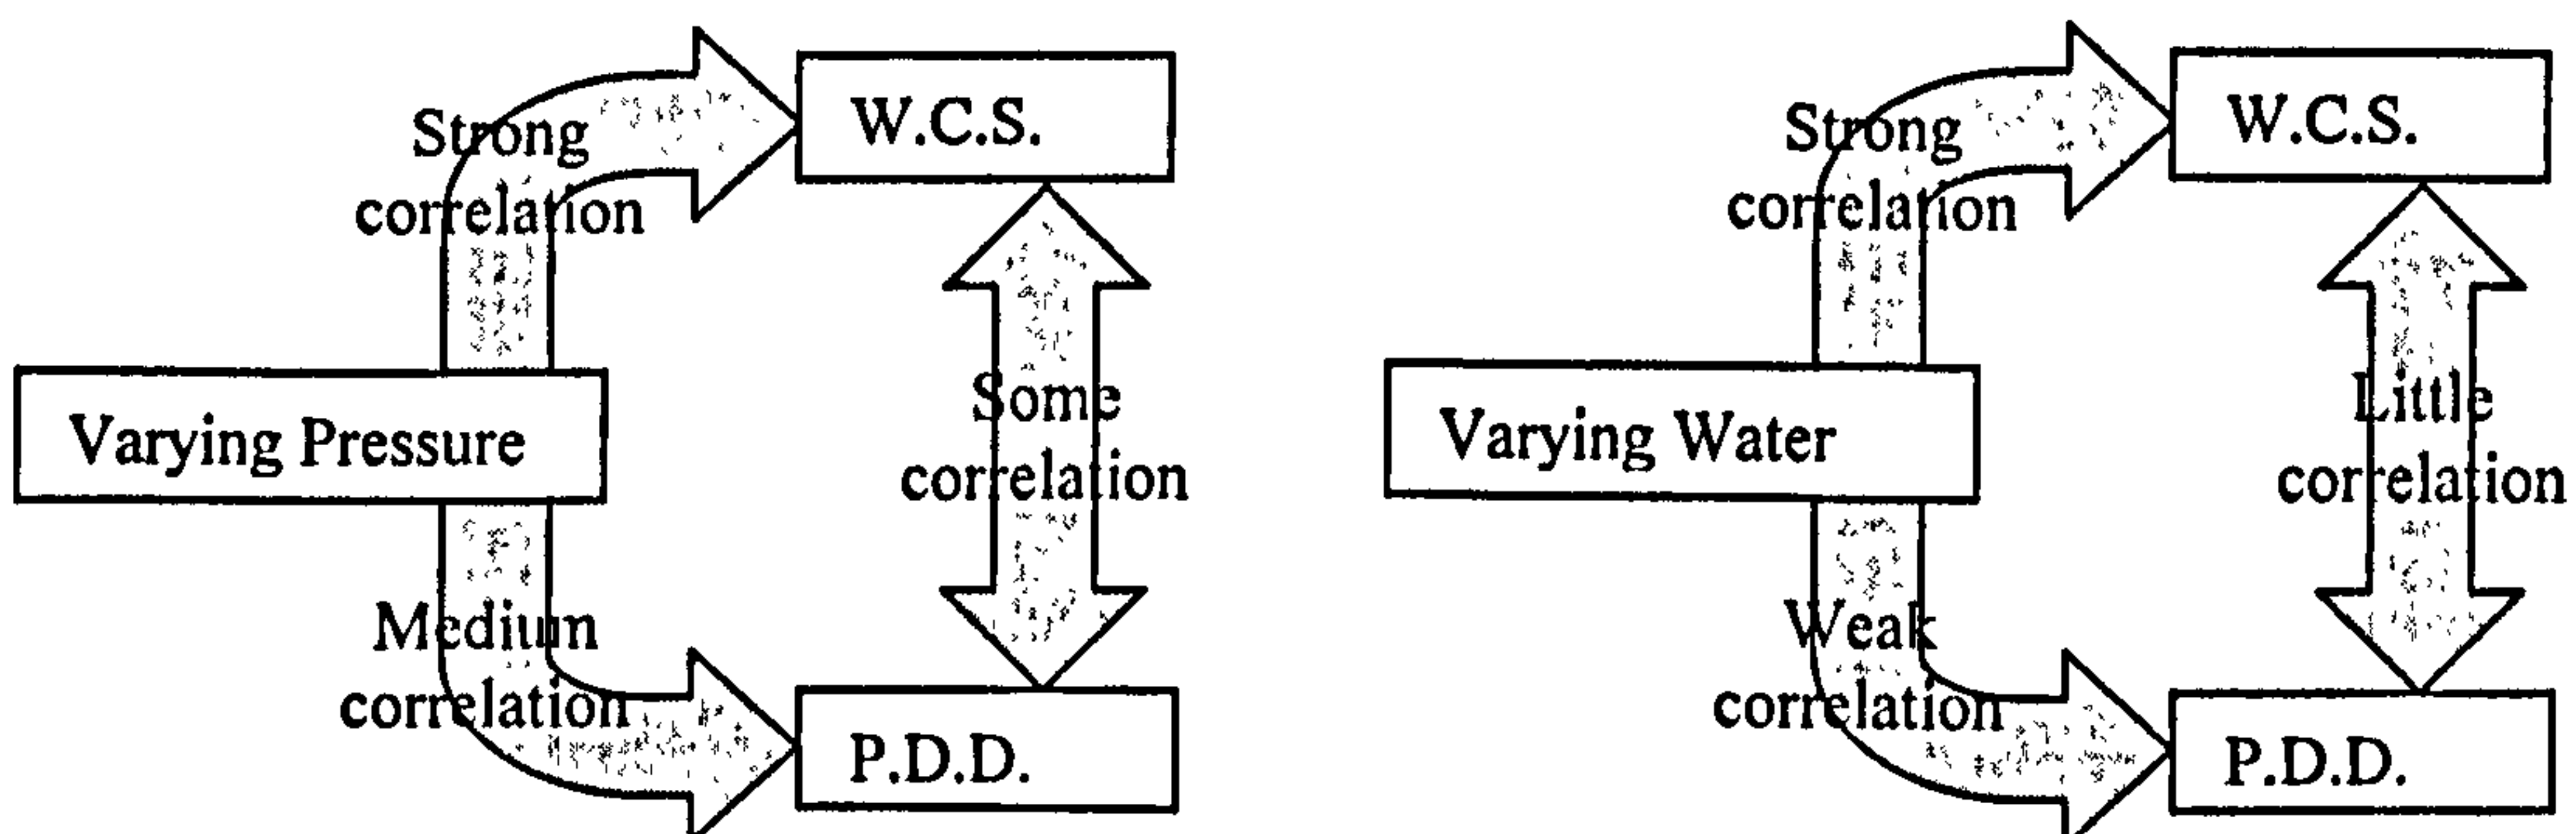 Strong
correlation
W.C.S.
Varying Pressure
Some
correlation
Medium
correlation
P.D.D.
Strong
correlation
W.C.S.
Varying Water
Little
correlation
Weak
correlation
P.D.D.